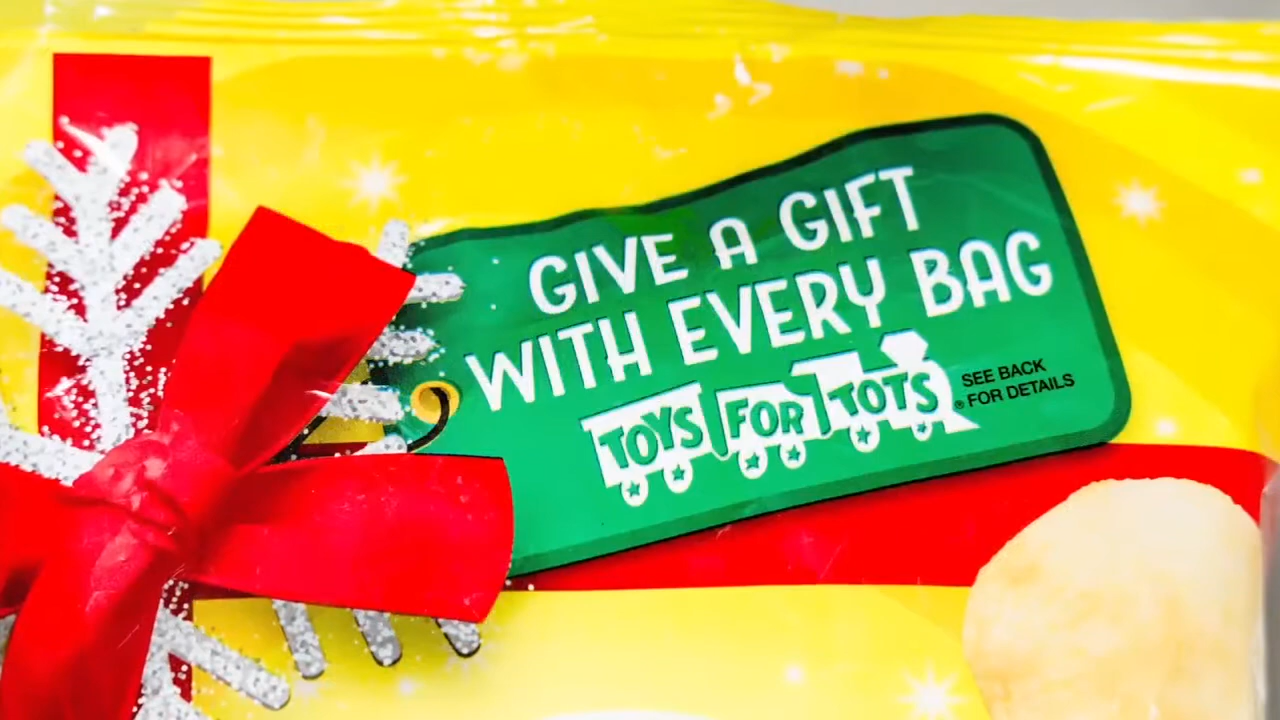 GIVE A GIFT
WITH EVERY BAG
TOYS FOR TOTS®
SEE BACK
FOR DETAILS